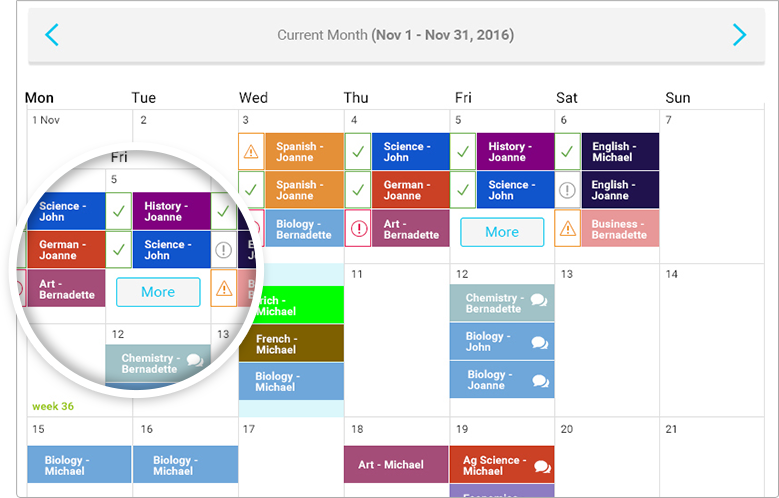 Current Month (Nov 1 - Nov 31, 2016)
Mon Tue Wed Thu Fri Sat Sun
1 Nov 2 3 4 5 6 7
Spanish - Joanne
Science - John
History - Joanne
English - Michael
Spanish - Joanne
German - Joanne
Science - John
English - Joanne
Biology - Bernadette
Art - Bernadette
More
Business - Bernadette
Fri
5
Science - John
History - Joanne
German - Joanne
Science - John
Art - Bernadette
More
12 13
Chemistry - Bernadette
11 12 13 14
Michael
Chemistry - Bernadette
French - Michael
Biology - John
Biology - Michael
Biology - Joanne
week 36
15 16 17 18 19 20 21
Biology - Michael
Biology - Michael
Art - Michael
Ag Science - Michael